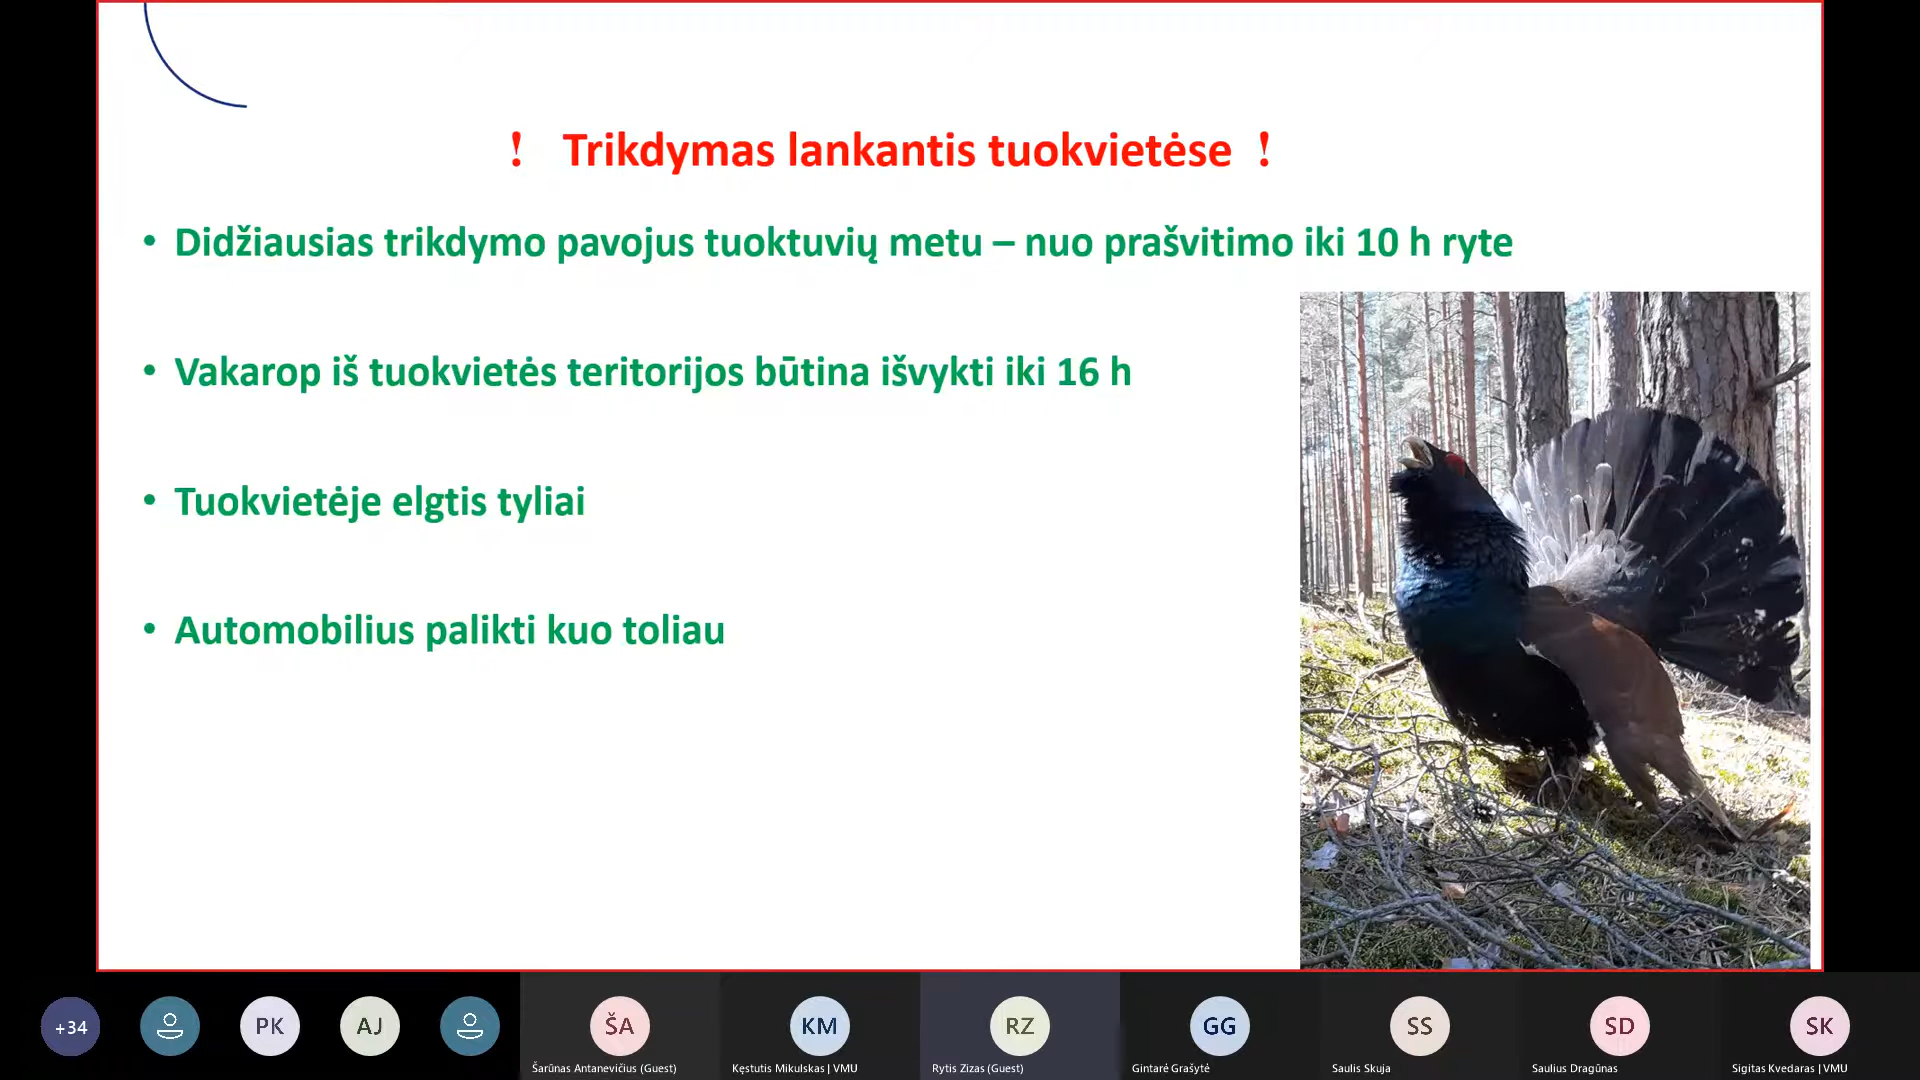 ! Trikdymas lankantis tuokvietėse !
• Didžiausias trikdymo pavojus tuoktuvių metu – nuo prašvitimo iki 10 h ryte
• Vakarop iš tuokvietės teritorijos būtina išvykti iki 16 h
• Tuokvietėje elgtis tyliai
• Automobilius palikti kuo toliau
+34 PK AJ ŠA KM RZ GG SS SD SK
Šarūnas Antanevičius (Guest) Kęstutis Mikulskas | VMU Rytis Zizas (Guest) Gintarė Grašytė Saulis Skuja Saulius Dragūnas Sigitas Kvedaras | VMU